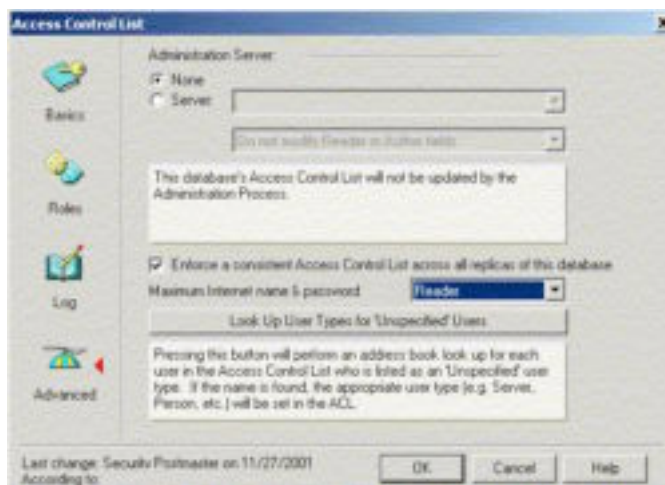 Access Control List
Administration Server
None
Server
Do not modify Reader or Author fields
This database's Access Control List will not be updated by the
Administration Process.
Enforce a consistent Access Control List across all replicas of this database
Maximum Internet name & password
Reader
Look Up User Types for 'Unspecified' Users
Pressing this button will perform an address book look up for each
user in the Access Control List who is listed as an 'Unspecified' user
type. If the name is found, the appropriate user type (e.g. Server,
Person, etc.) will be set in the ACL.
Basics
Roles
Log
Advanced
Last change: Security Postmaster on 11/27/2001
According to:
OK
Cancel
Help